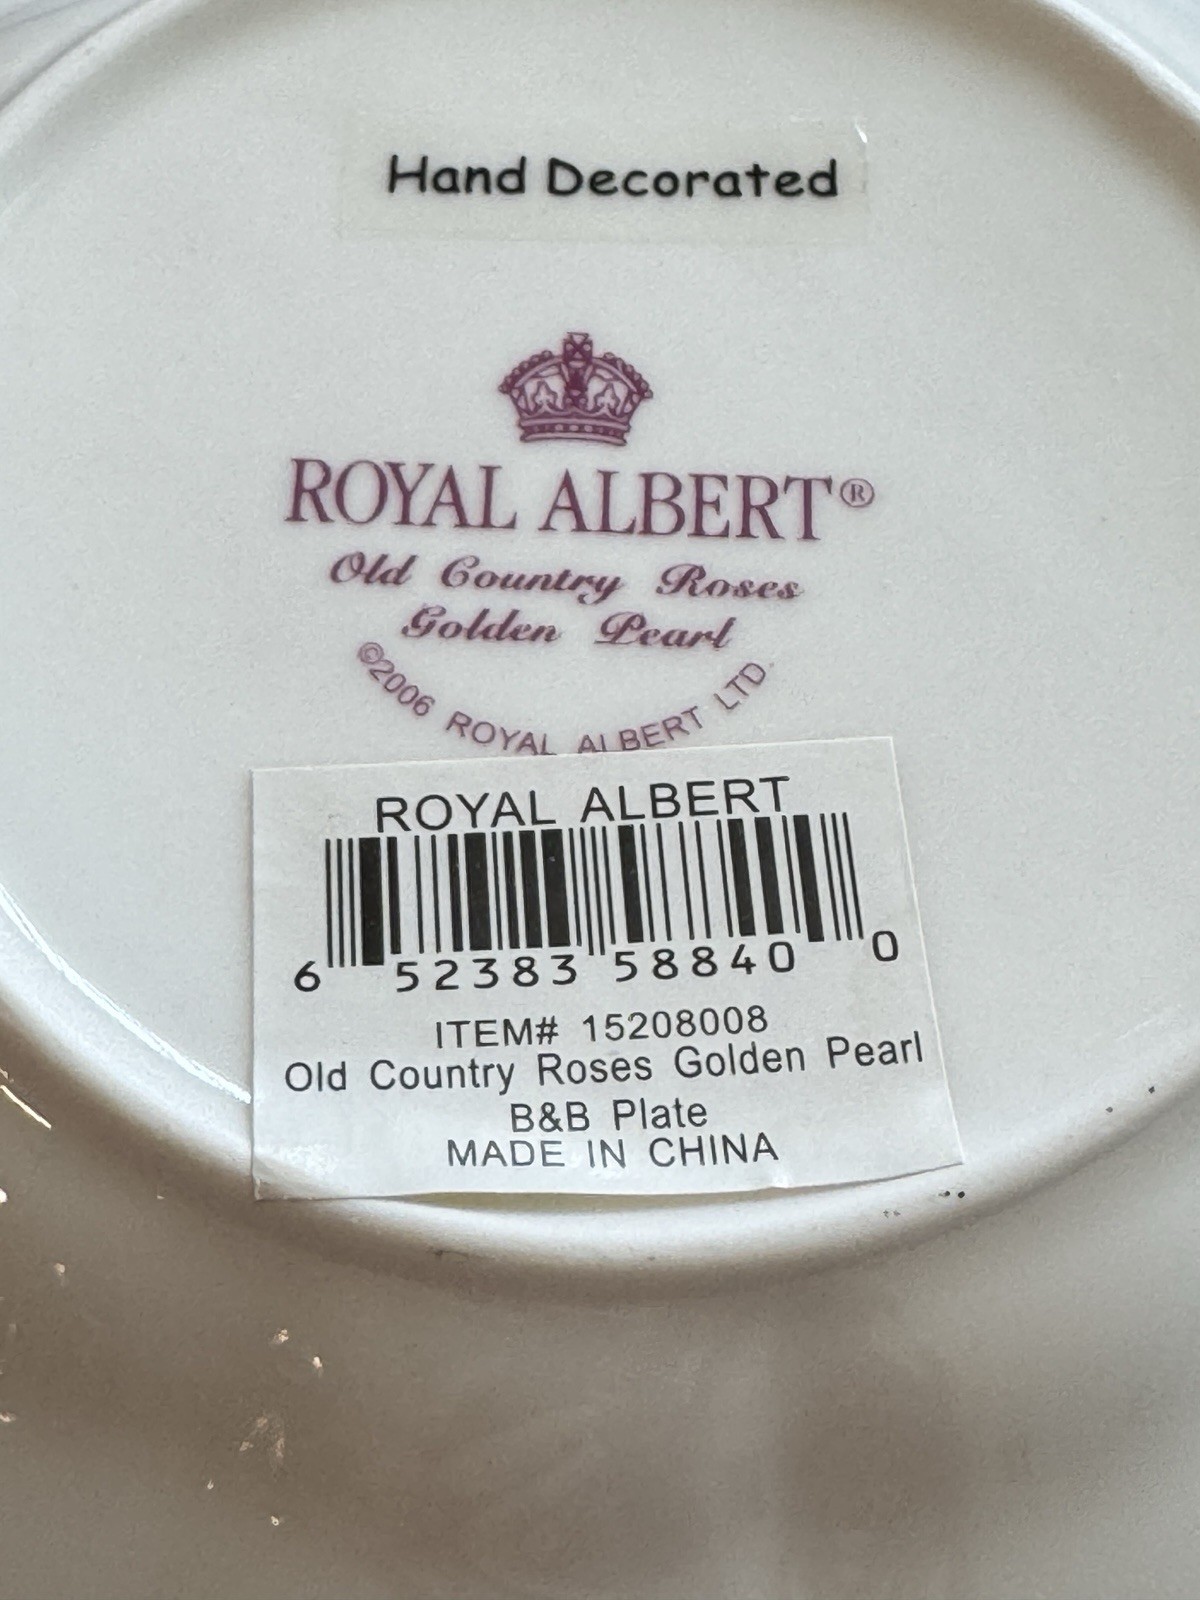 Hand Decorated
ROYAL ALBERT®
Old Country Roses
Golden Pearl
©2006 ROYAL ALBERT LTD.
ROYAL ALBERT
6 52383 58840 0
ITEM# 15208008
Old Country Roses Golden Pearl
B&B Plate
MADE IN CHINA